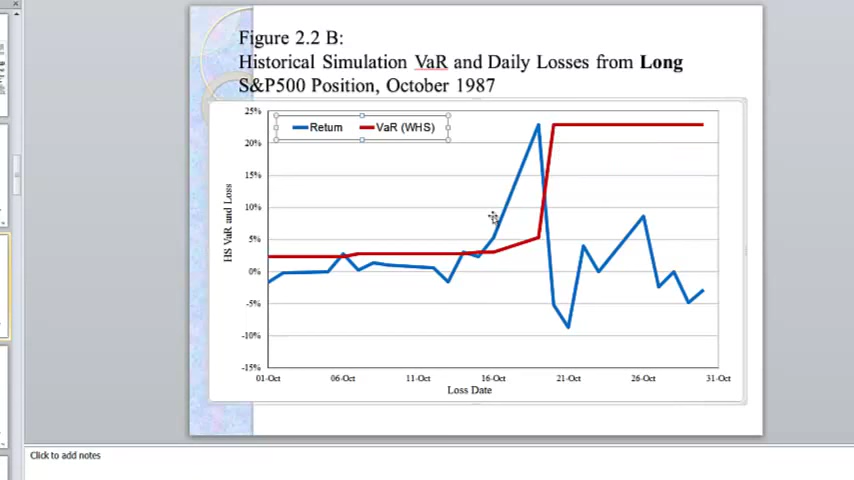 Figure 2.2 B:
Historical Simulation VaR and Daily Losses from Long
S&P500 Position, October 1987
25%
Return VaR (WHS)
20%
15%
10%
5%
0%
-5%
-10%
-15%
HS VaR and Loss
01-Oct 06-Oct 11-Oct 16-Oct 21-Oct 26-Oct 31-Oct
Loss Date
Click to add notes